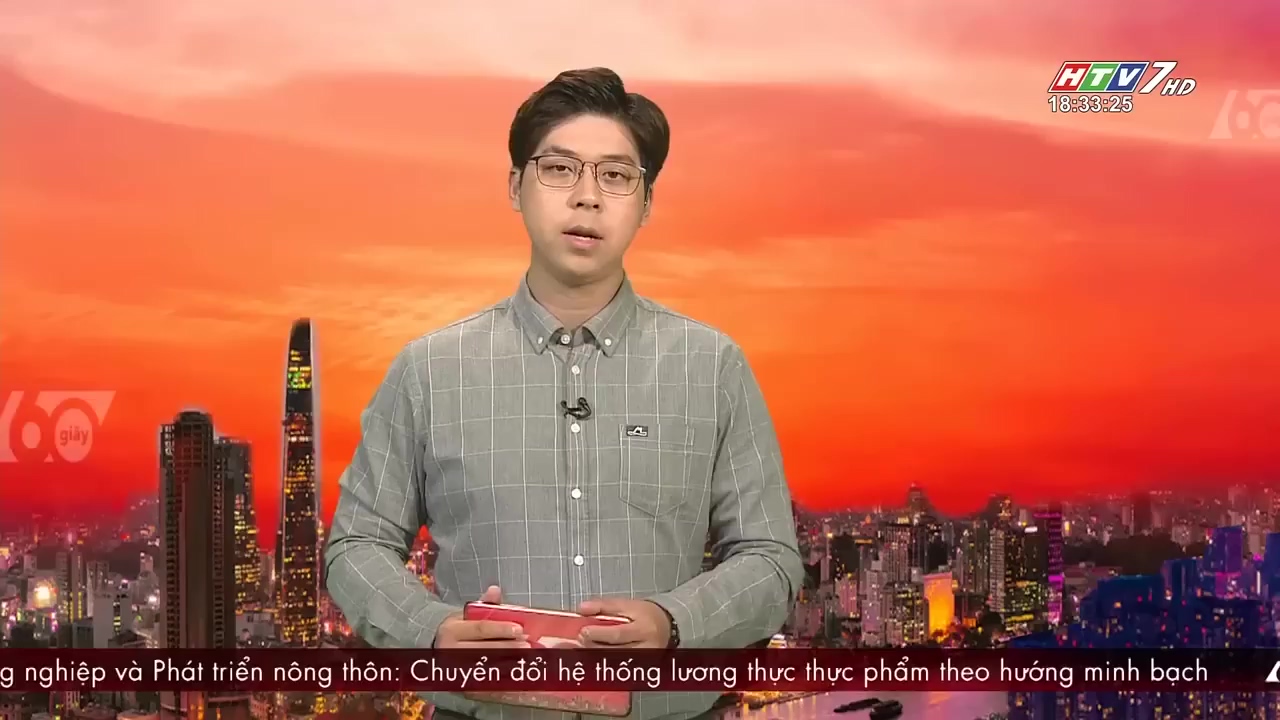 HTV7HD
18:33:25
60
60
giây
g nghiệp và Phát triển nông thôn: Chuyển đổi hệ thống lương thực thực phẩm theo hướng minh bạch